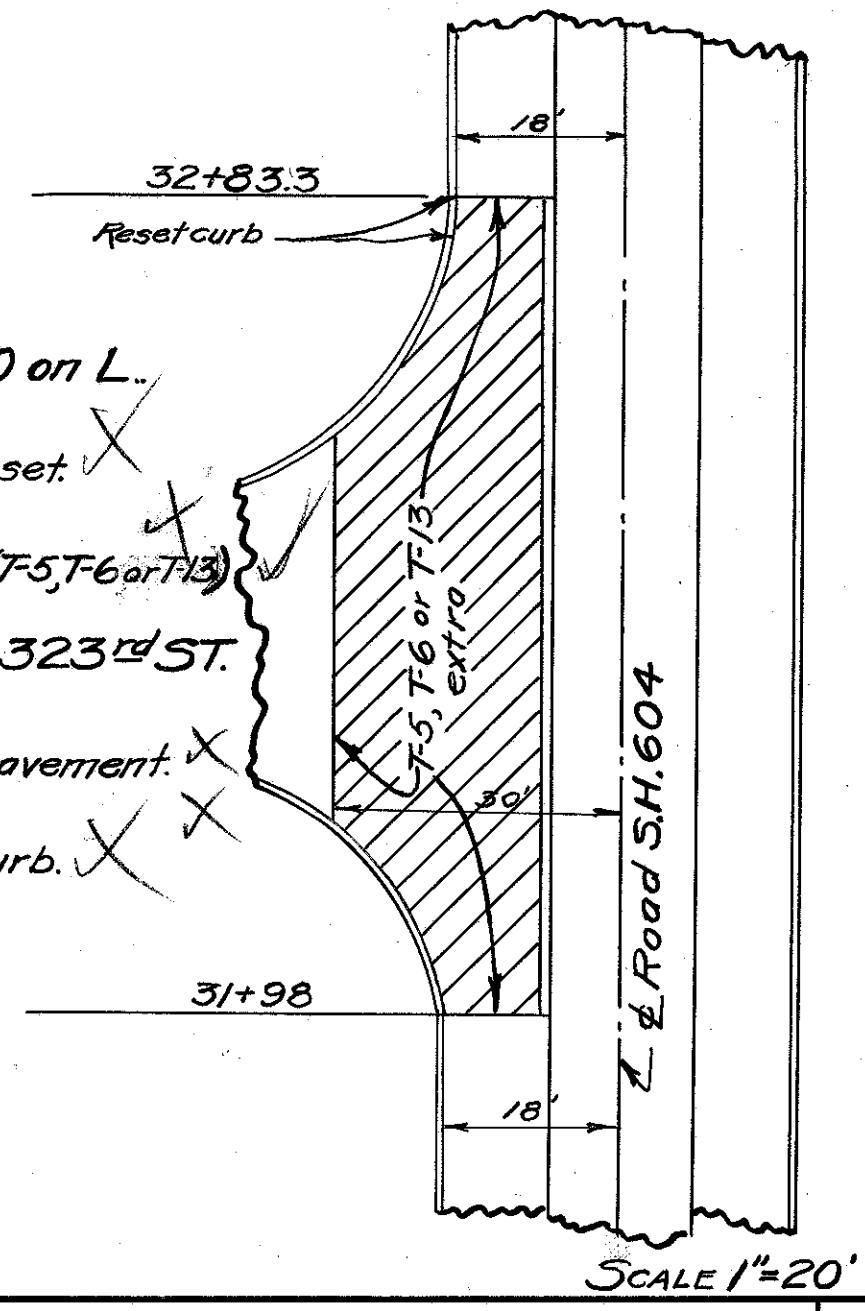 18'
32+83.3
Reset curb
0 on L.
set.
(T-5, T-6 or T-13)
323rd ST.
avement.
urb.
T-5, T-6 or T-13
extra
30'
℄ Road S.H. 604
31+98
18'
SCALE 1"=20'